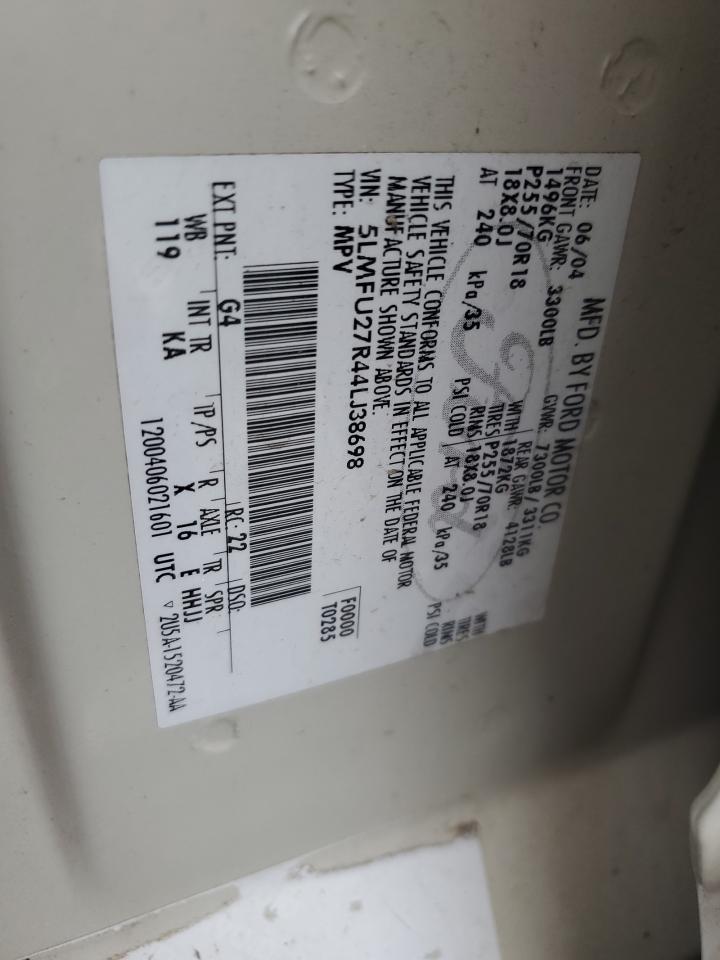 MFD. BY FORD MOTOR CO.
DATE: 06/04 GVWR: 7300LB/3311KG
FRONT GAWR: 3300LB REAR GAWR: 4128LB
1496KG WITH 1872KG WITH
P255/70R18 TIRES P255/70R18 TIRES
18X8.0J RIMS 18X8.0J RIMS
AT 240 kPa/35 PSI COLD AT 240 kPa/35 PSI COLD
Ford
THIS VEHICLE CONFORMS TO ALL APPLICABLE FEDERAL MOTOR
VEHICLE SAFETY STANDARDS IN EFFECT ON THE DATE OF
MANUFACTURE SHOWN ABOVE.
VIN: 5LMFU27R44LJ38698 F0000
TYPE: MPV T0285
EXT PNT: G4 RC: 22 DSO:
WB INT TR TP/PS R AXLE TR SPR
119 KA X 16 E HHJJ
1200406021601 UTC ▽ 2U5A-1520472-AA